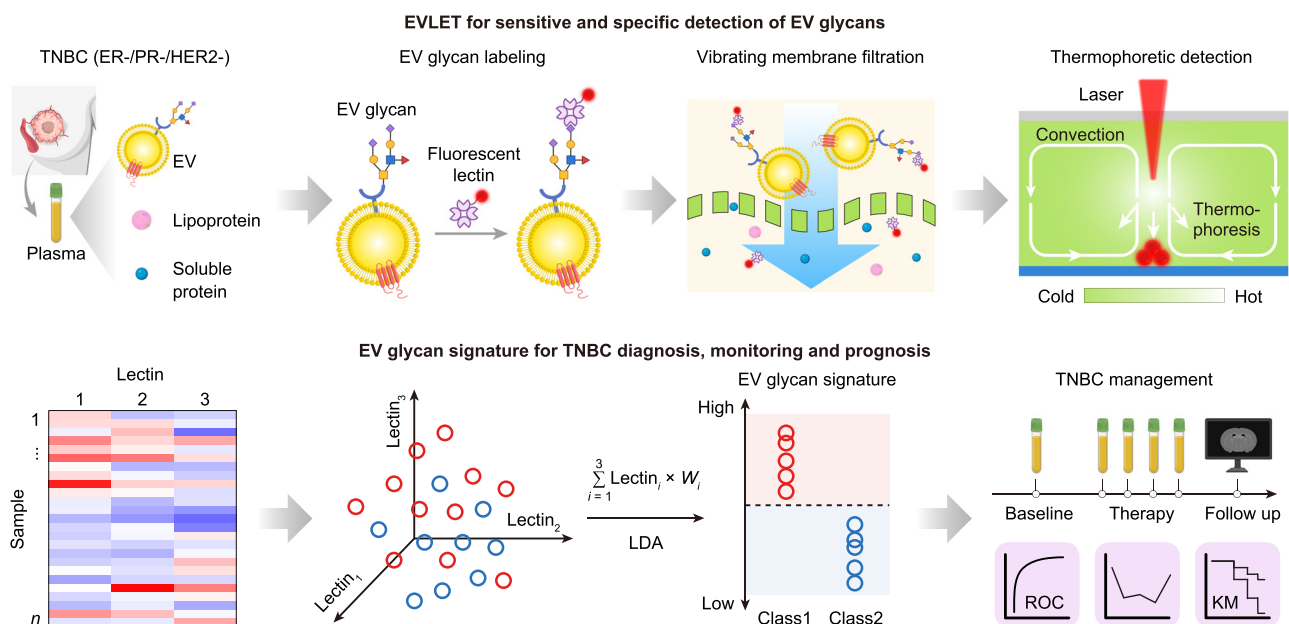 EVLET for sensitive and specific detection of EV glycans
TNBC (ER-/PR-/HER2-)
EV
Lipoprotein
Soluble
protein
Plasma
EV glycan labeling
EV glycan
Fluorescent
lectin
Vibrating membrane filtration
Thermophoretic detection
Laser
Convection
Thermo-
phoresis
Cold
Hot
EV glycan signature for TNBC diagnosis, monitoring and prognosis
Lectin
1 2 3
1
...
Sample
n
Lectin₃
Lectin₂
Lectin₁
3
∑ Lectinᵢ × Wᵢ
i = 1
LDA
EV glycan signature
High
Low
Class1 Class2
TNBC management
Baseline Therapy Follow up
ROC
KM